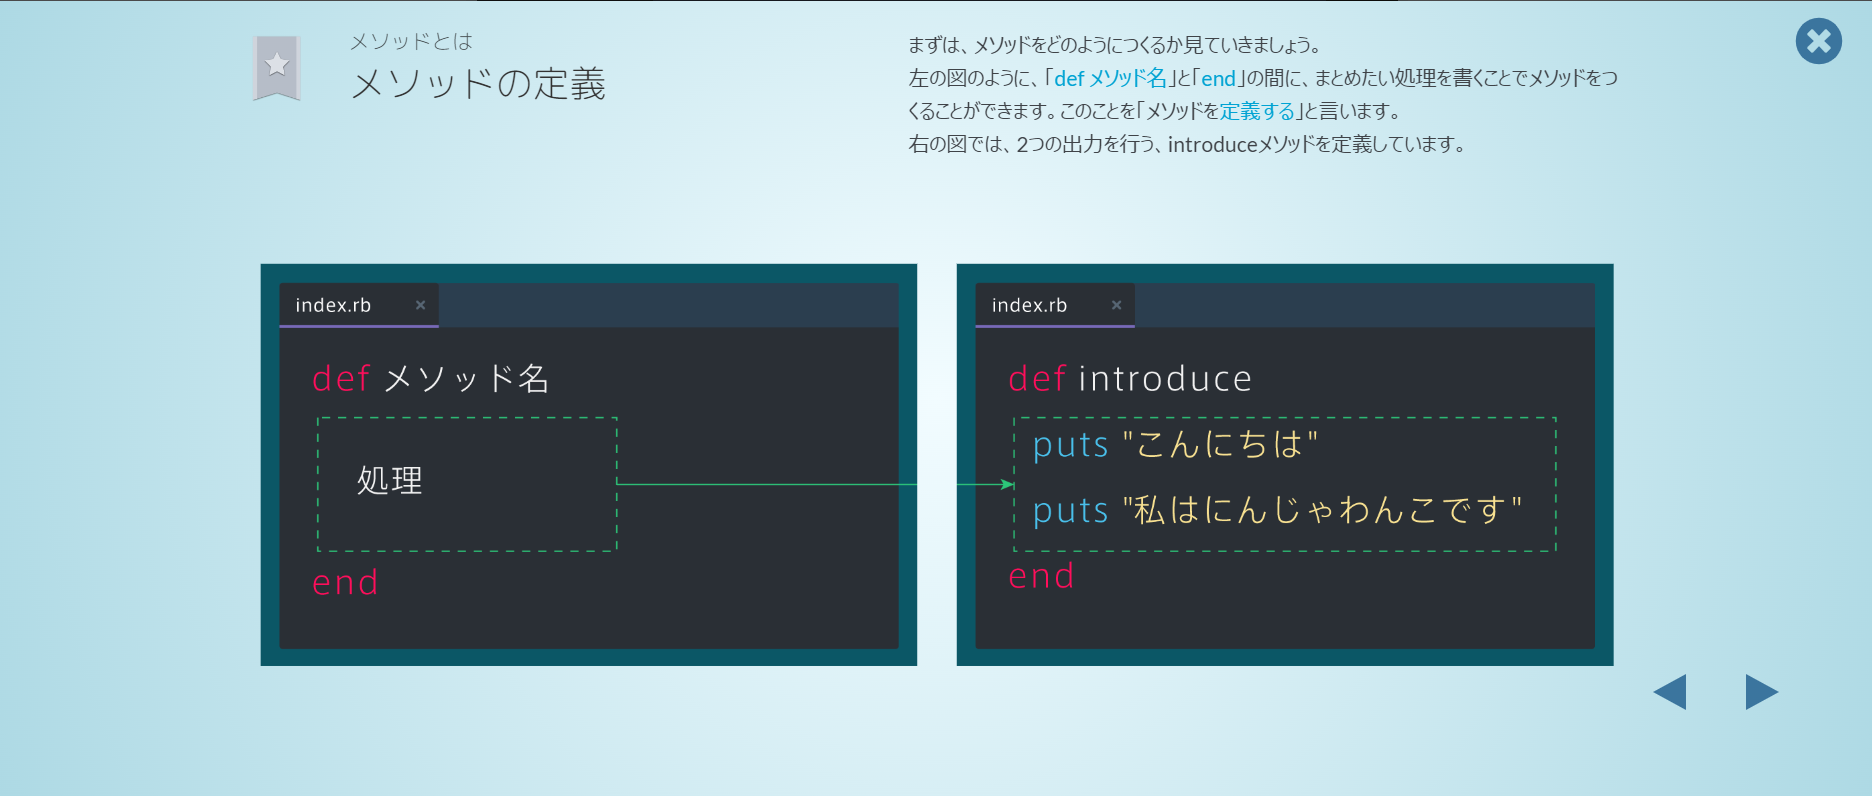 メソッドとは
メソッドの定義
まずは、メソッドをどのようにつくるか見ていきましょう。
左の図のように、「def メソッド名」と「end」の間に、まとめたい処理を書くことでメソッドをつ
くることができます。このことを「メソッドを定義する」と言います。
右の図では、2つの出力を行う、introduceメソッドを定義しています。
index.rb ×
def メソッド名
処理
end
index.rb ×
def introduce
puts "こんにちは"
puts "私はにんじゃわんこです"
end